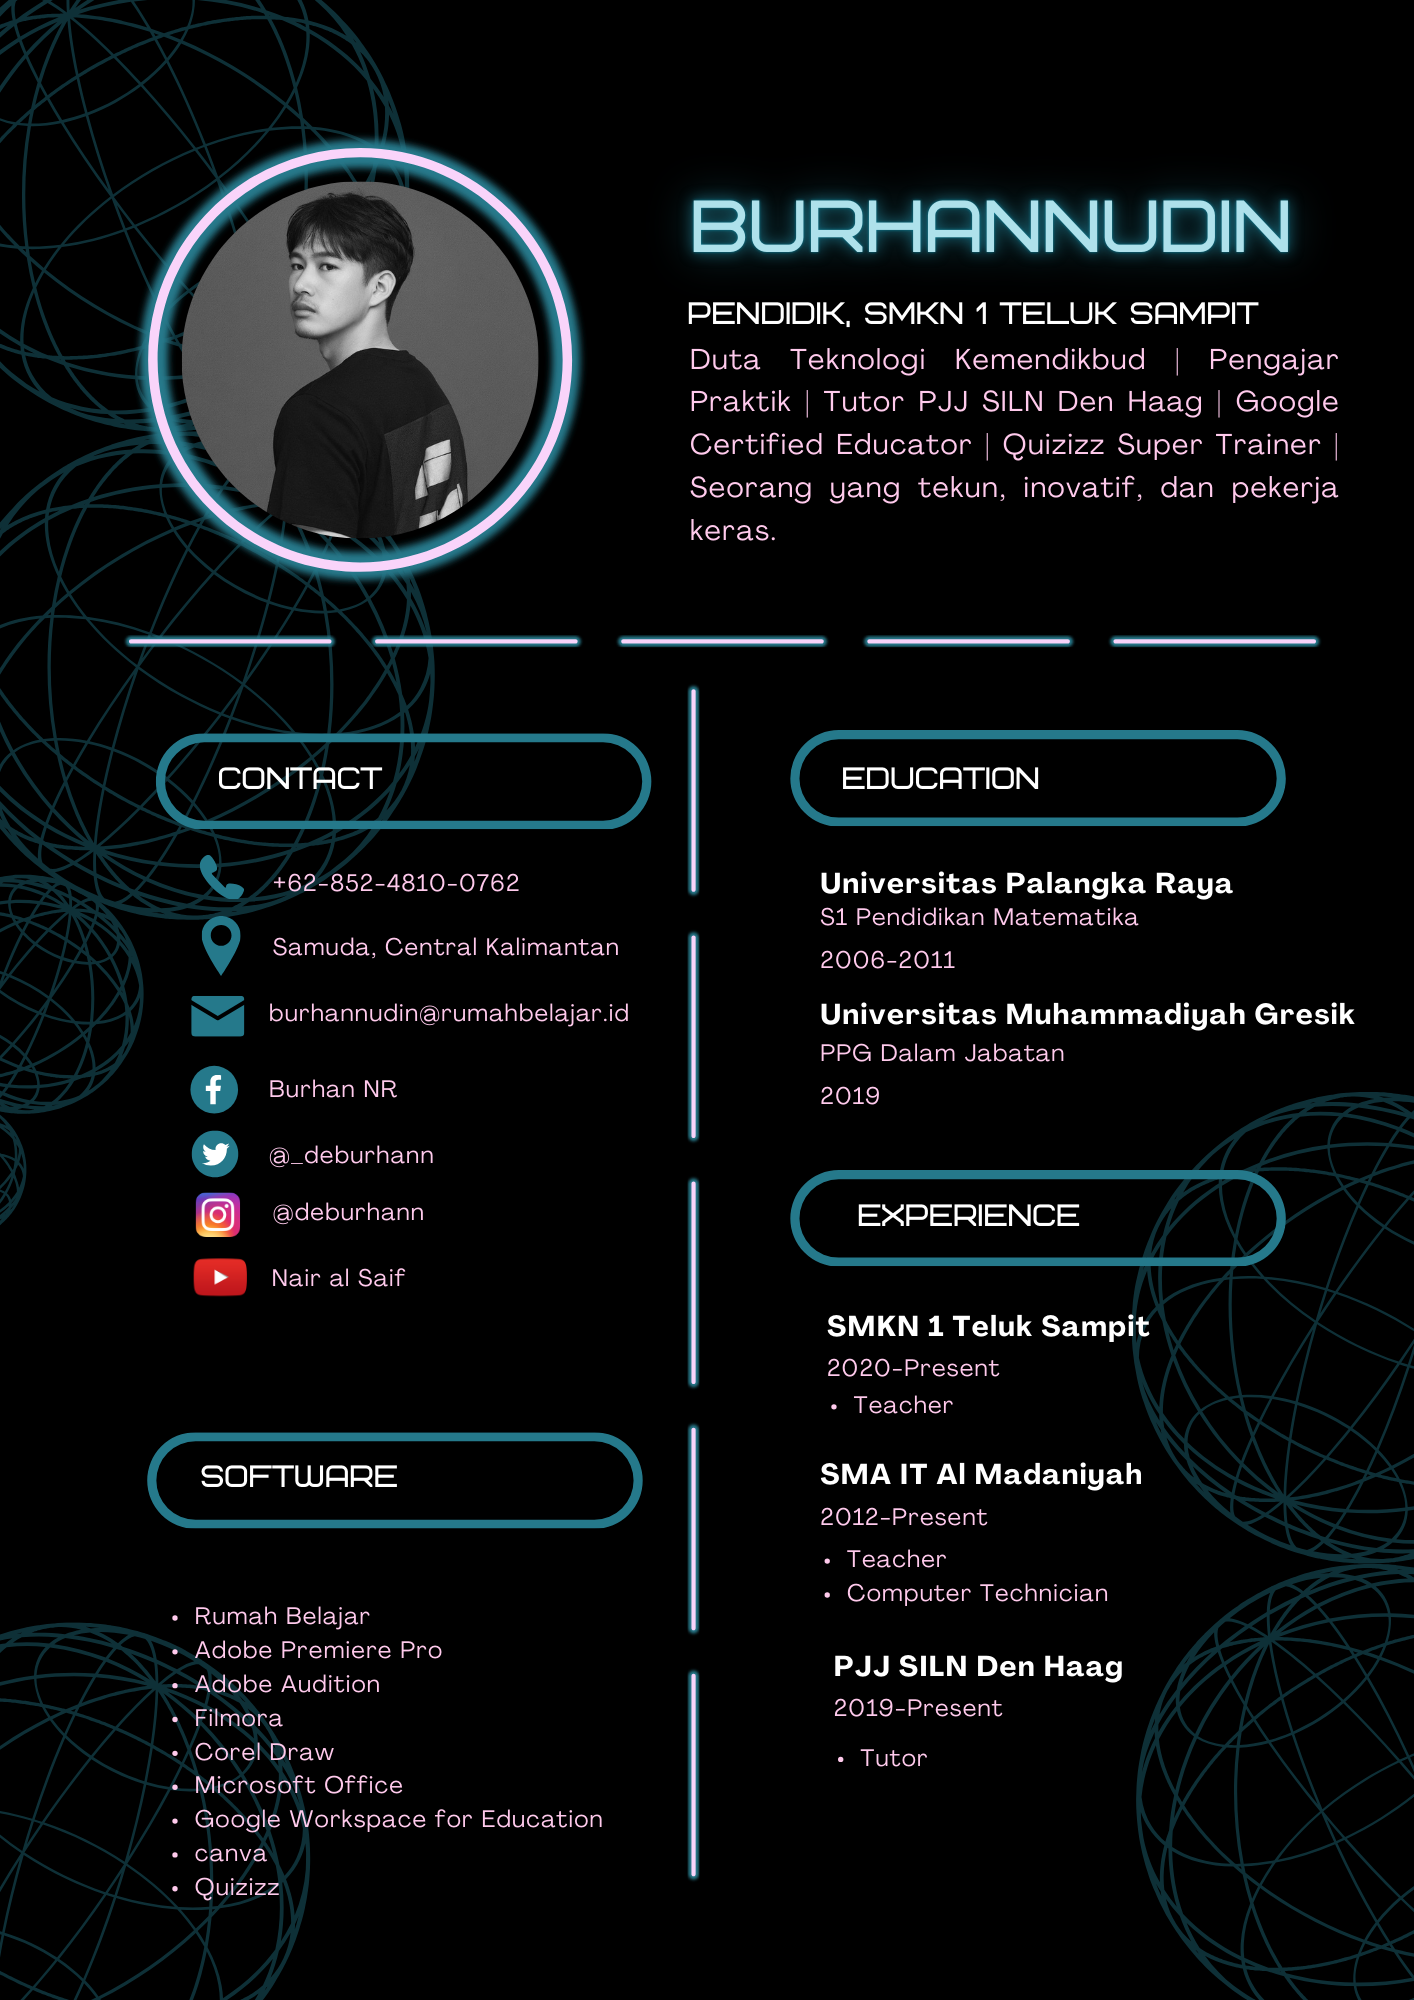 BURHANNUDIN
PENDIDIK, SMKN 1 TELUK SAMPIT
Duta Teknologi Kemendikbud | Pengajar
Praktik | Tutor PJJ SILN Den Haag | Google
Certified Educator | Quizizz Super Trainer |
Seorang yang tekun, inovatif, dan pekerja
keras.
CONTACT
+62-852-4810-0762
Samuda, Central Kalimantan
burhannudin@rumahbelajar.id
Burhan NR
@_deburhann
@deburhann
Nair al Saif
SOFTWARE
• Rumah Belajar
• Adobe Premiere Pro
• Adobe Audition
• Filmora
• Corel Draw
• Microsoft Office
• Google Workspace for Education
• canva
• Quizizz
EDUCATION
Universitas Palangka Raya
S1 Pendidikan Matematika
2006-2011
Universitas Muhammadiyah Gresik
PPG Dalam Jabatan
2019
EXPERIENCE
SMKN 1 Teluk Sampit
2020-Present
• Teacher
SMA IT Al Madaniyah
2012-Present
• Teacher
• Computer Technician
PJJ SILN Den Haag
2019-Present
• Tutor